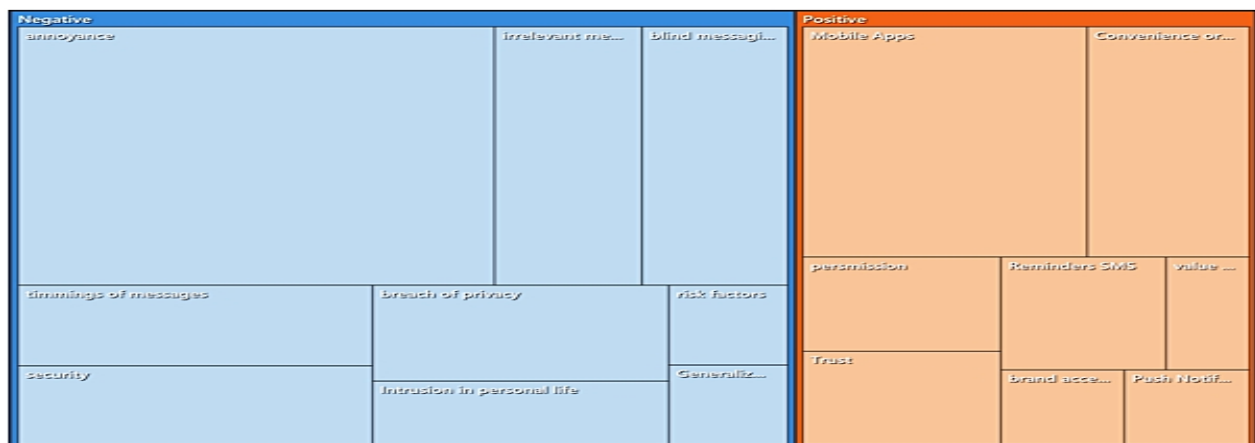 Negative
annoyance
irrelevant me...
blind messagi...
timmings of messages
breach of privacy
risk factors
security
Intrusion in personal life
Generaliz...
Positive
Mobile Apps
Convenience or...
persmission
Reminders SMS
value ...
Trust
brand acce...
Push Notif...